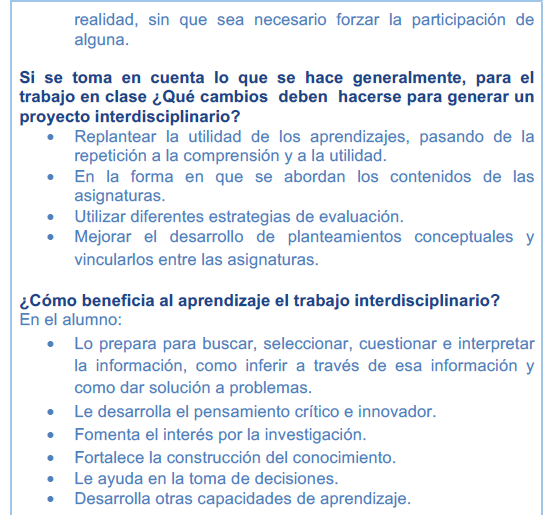 realidad, sin que sea necesario forzar la participación de
alguna.
Si se toma en cuenta lo que se hace generalmente, para el
trabajo en clase ¿Qué cambios deben hacerse para generar un
proyecto interdisciplinario?
• Replantear la utilidad de los aprendizajes, pasando de la
repetición a la comprensión y a la utilidad.
• En la forma en que se abordan los contenidos de las
asignaturas.
• Utilizar diferentes estrategias de evaluación.
• Mejorar el desarrollo de planteamientos conceptuales y
vincularlos entre las asignaturas.
¿Cómo beneficia al aprendizaje el trabajo interdisciplinario?
En el alumno:
• Lo prepara para buscar, seleccionar, cuestionar e interpretar
la información, como inferir a través de esa información y
como dar solución a problemas.
• Le desarrolla el pensamiento crítico e innovador.
• Fomenta el interés por la investigación.
• Fortalece la construcción del conocimiento.
• Le ayuda en la toma de decisiones.
• Desarrolla otras capacidades de aprendizaje.